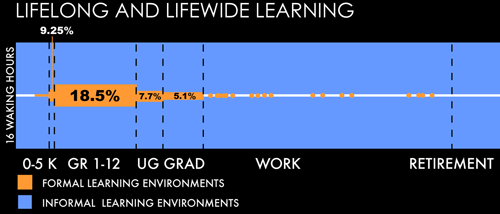 LIFELONG AND LIFEWIDE LEARNING
9.25%
16 WAKING HOURS
18.5%
7.7%
5.1%
0-5 K GR 1-12 UG GRAD WORK RETIREMENT
FORMAL LEARNING ENVIRONMENTS
INFORMAL LEARNING ENVIRONMENTS